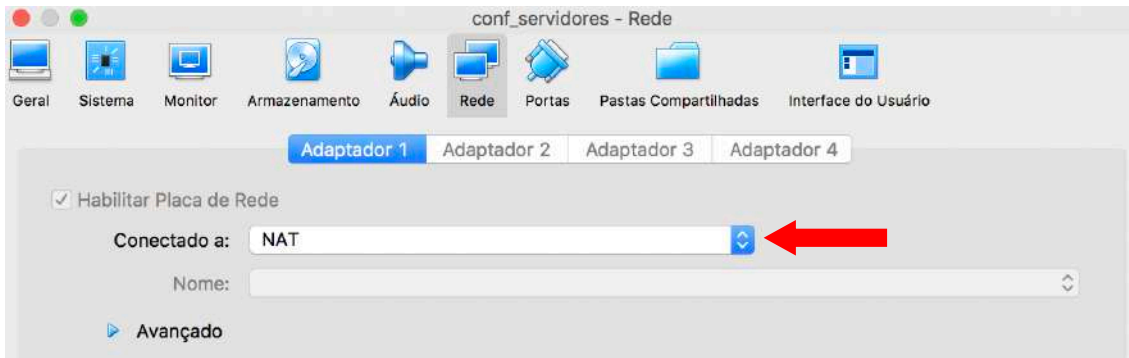 conf_servidores - Rede
Geral Sistema Monitor Armazenamento Áudio Rede Portas Pastas Compartilhadas Interface do Usuário
Adaptador 1 Adaptador 2 Adaptador 3 Adaptador 4
Habilitar Placa de Rede
Conectado a: NAT
Nome:
Avançado